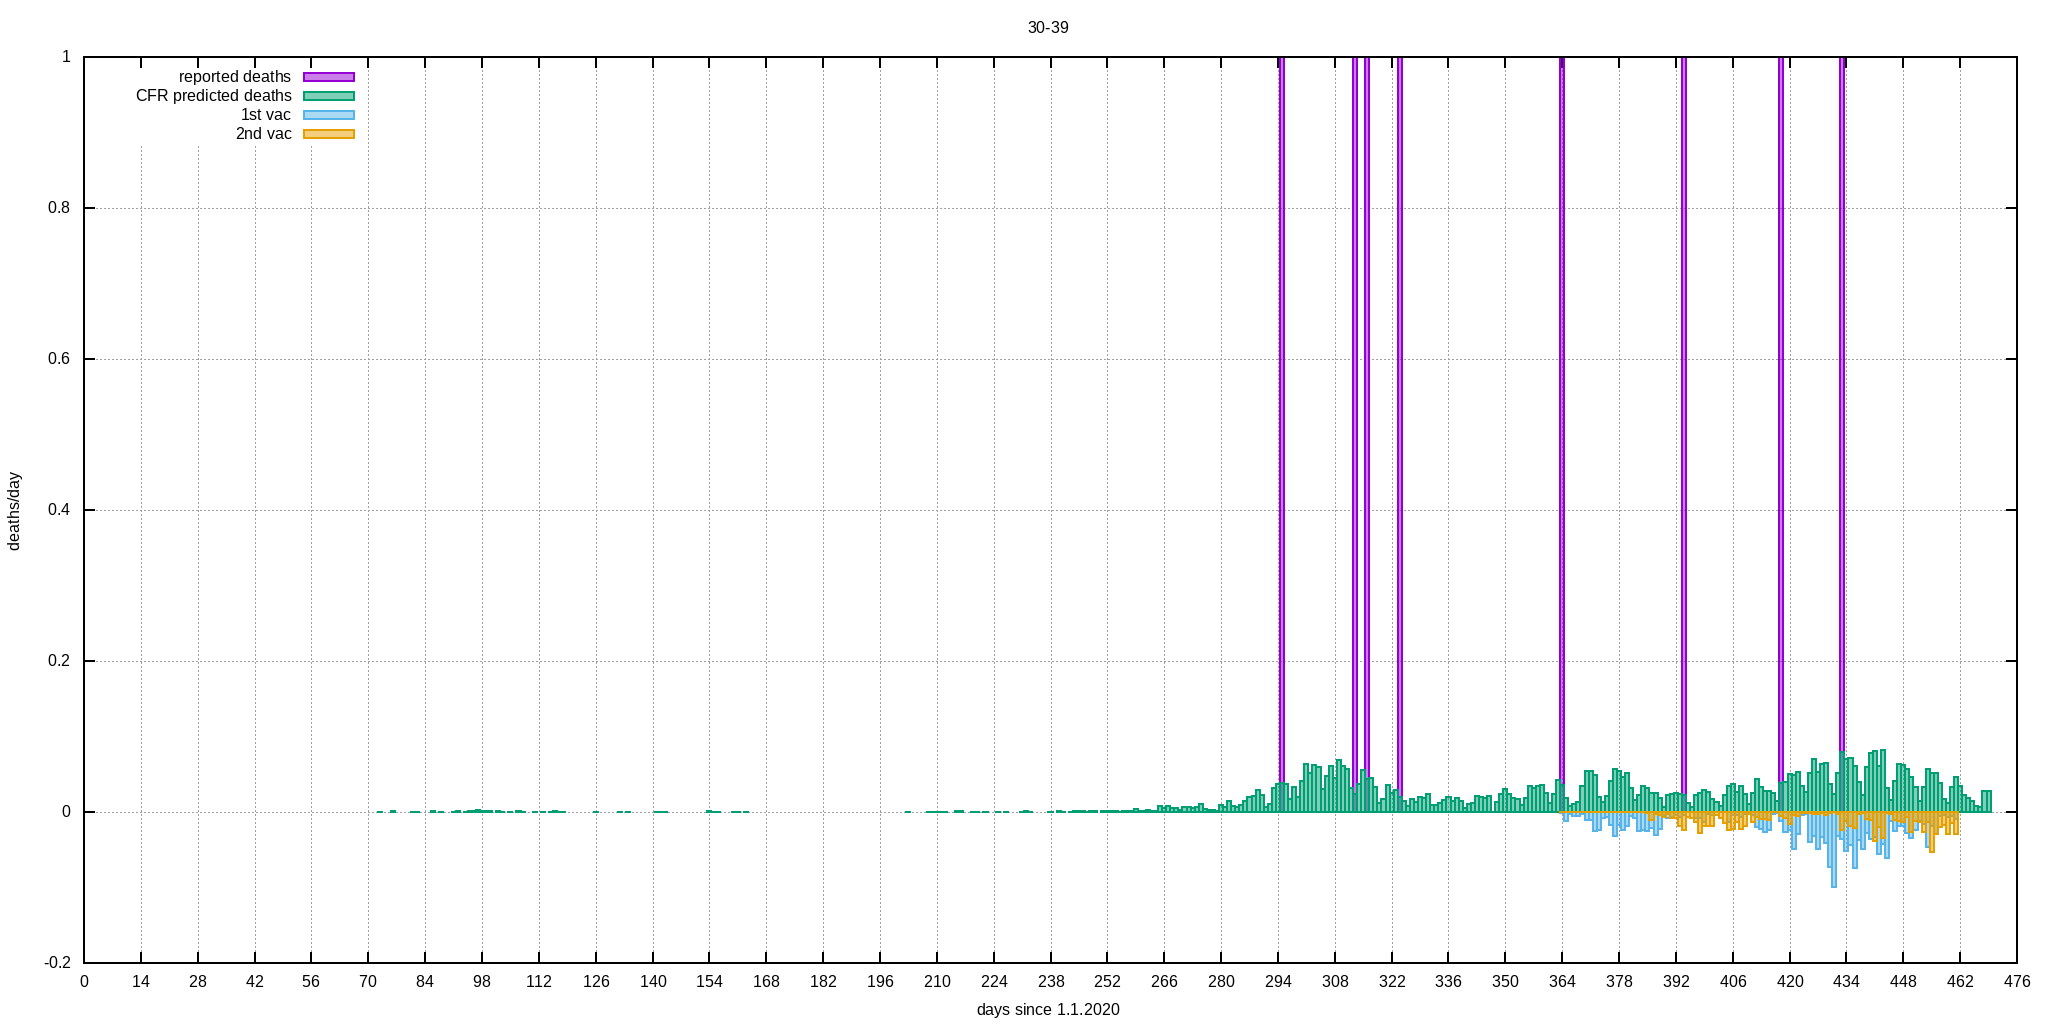 30-39
1
reported deaths
CFR predicted deaths
1st vac
2nd vac
0.8
0.6
0.4
0.2
0
-0.2
deaths/day
0 14 28 42 56 70 84 98 112 126 140 154 168 182 196 210 224 238 252 266 280 294 308 322 336 350 364 378 392 406 420 434 448 462 476
days since 1.1.2020